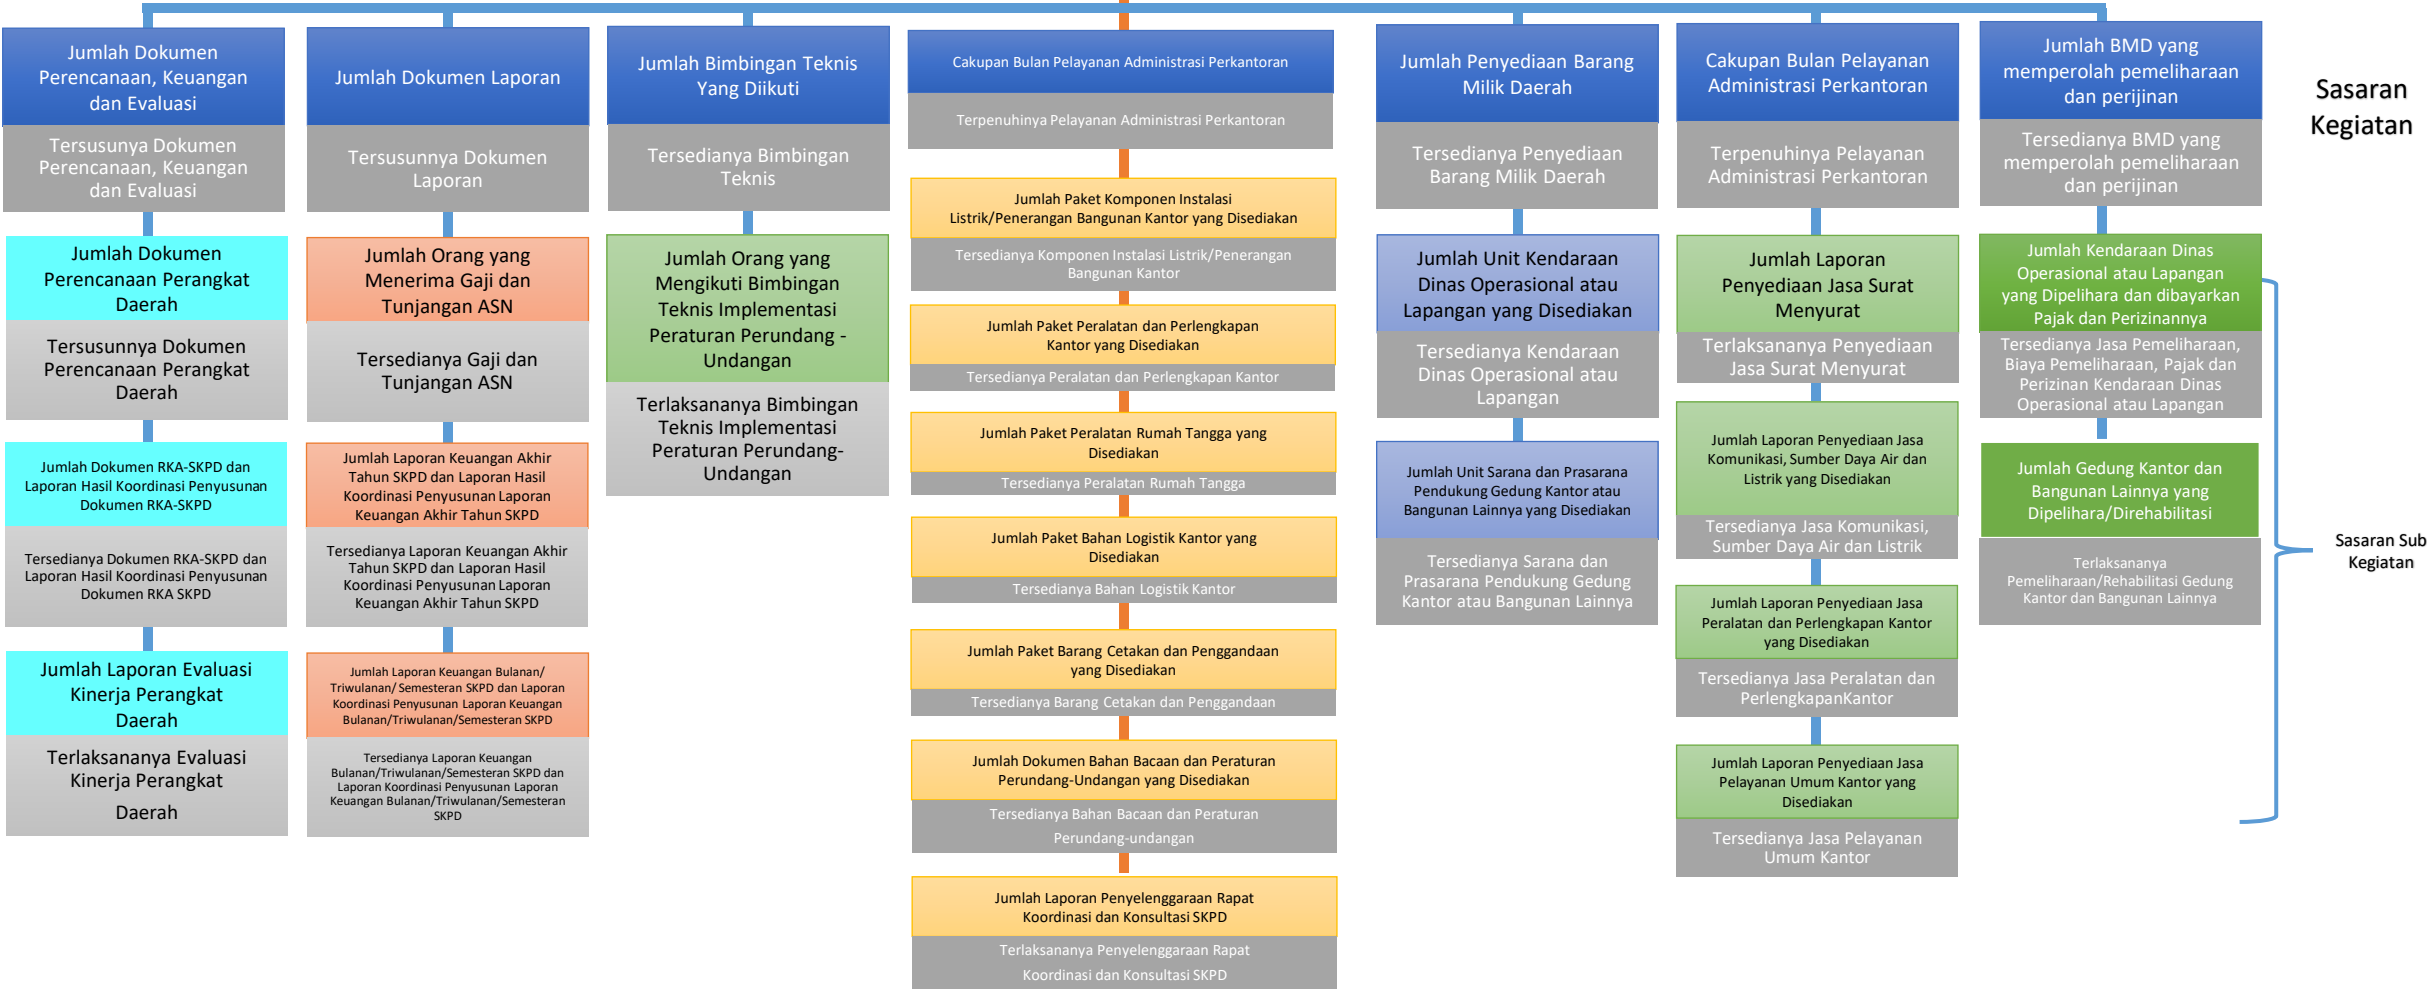 Jumlah Dokumen
Perencanaan, Keuangan
dan Evaluasi
Tersusunya Dokumen
Perencanaan, Keuangan
dan Evaluasi
Jumlah Dokumen
Perencanaan Perangkat
Daerah
Tersusunnya Dokumen
Perencanaan Perangkat
Daerah
Jumlah Dokumen RKA-SKPD dan
Laporan Hasil Koordinasi Penyusunan
Dokumen RKA-SKPD
Tersedianya Dokumen RKA-SKPD dan
Laporan Hasil Koordinasi Penyusunan
Dokumen RKA SKPD
Jumlah Laporan Evaluasi
Kinerja Perangkat
Daerah
Terlaksananya Evaluasi
Kinerja Perangkat
Daerah
Jumlah Dokumen Laporan
Tersusunnya Dokumen
Laporan
Jumlah Orang yang
Menerima Gaji dan
Tunjangan ASN
Tersedianya Gaji dan
Tunjangan ASN
Jumlah Laporan Keuangan Akhir
Tahun SKPD dan Laporan Hasil
Koordinasi Penyusunan Laporan
Keuangan Akhir Tahun SKPD
Tersedianya Laporan Keuangan Akhir
Tahun SKPD dan Laporan Hasil
Koordinasi Penyusunan Laporan
Keuangan Akhir Tahun SKPD
Jumlah Laporan Keuangan Bulanan/
Triwulanan/ Semesteran SKPD dan Laporan
Koordinasi Penyusunan Laporan Keuangan
Bulanan/Triwulanan/Semesteran SKPD
Tersedianya Laporan Keuangan
Bulanan/Triwulanan/Semesteran SKPD dan
Laporan Koordinasi Penyusunan Laporan
Keuangan Bulanan/Triwulanan/Semesteran
SKPD
Jumlah Bimbingan Teknis
Yang Diikuti
Tersedianya Bimbingan
Teknis
Jumlah Orang yang
Mengikuti Bimbingan
Teknis Implementasi
Peraturan Perundang -
Undangan
Terlaksananya Bimbingan
Teknis Implementasi
Peraturan Perundang-
Undangan
Cakupan Bulan Pelayanan Administrasi Perkantoran
Terpenuhinya Pelayanan Administrasi Perkantoran
Jumlah Paket Komponen Instalasi
Listrik/Penerangan Bangunan Kantor yang Disediakan
Tersedianya Komponen Instalasi Listrik/Penerangan
Bangunan Kantor
Jumlah Paket Peralatan dan Perlengkapan
Kantor yang Disediakan
Tersedianya Peralatan dan Perlengkapan Kantor
Jumlah Paket Peralatan Rumah Tangga yang
Disediakan
Tersedianya Peralatan Rumah Tangga
Jumlah Paket Bahan Logistik Kantor yang
Disediakan
Tersedianya Bahan Logistik Kantor
Jumlah Paket Barang Cetakan dan Penggandaan
yang Disediakan
Tersedianya Barang Cetakan dan Penggandaan
Jumlah Dokumen Bahan Bacaan dan Peraturan
Perundang-Undangan yang Disediakan
Tersedianya Bahan Bacaan dan Peraturan
Perundang-undangan
Jumlah Laporan Penyelenggaraan Rapat
Koordinasi dan Konsultasi SKPD
Terlaksananya Penyelenggaraan Rapat
Koordinasi dan Konsultasi SKPD
Jumlah Penyediaan Barang
Milik Daerah
Tersedianya Penyediaan
Barang Milik Daerah
Jumlah Unit Kendaraan
Dinas Operasional atau
Lapangan yang Disediakan
Tersedianya Kendaraan
Dinas Operasional atau
Lapangan
Jumlah Unit Sarana dan Prasarana
Pendukung Gedung Kantor atau
Bangunan Lainnya yang Disediakan
Tersedianya Sarana dan
Prasarana Pendukung Gedung
Kantor atau Bangunan Lainnya
Cakupan Bulan Pelayanan
Administrasi Perkantoran
Terpenuhinya Pelayanan
Administrasi Perkantoran
Jumlah Laporan
Penyediaan Jasa Surat
Menyurat
Terlaksananya Penyediaan
Jasa Surat Menyurat
Jumlah Laporan Penyediaan Jasa
Komunikasi, Sumber Daya Air dan
Listrik yang Disediakan
Tersedianya Jasa Komunikasi,
Sumber Daya Air dan Listrik
Jumlah Laporan Penyediaan Jasa
Peralatan dan Perlengkapan Kantor
yang Disediakan
Tersedianya Jasa Peralatan dan
PerlengkapanKantor
Jumlah Laporan Penyediaan Jasa
Pelayanan Umum Kantor yang
Disediakan
Tersedianya Jasa Pelayanan
Umum Kantor
Jumlah BMD yang
memperolah pemeliharaan
dan perijinan
Tersedianya BMD yang
memperolah pemeliharaan
dan perijinan
Jumlah Kendaraan Dinas
Operasional atau Lapangan
yang Dipelihara dan dibayarkan
Pajak dan Perizinannya
Tersedianya Jasa Pemeliharaan,
Biaya Pemeliharaan, Pajak dan
Perizinan Kendaraan Dinas
Operasional atau Lapangan
Jumlah Gedung Kantor dan
Bangunan Lainnya yang
Dipelihara/Direhabilitasi
Terlaksananya
Pemeliharaan/Rehabilitasi Gedung
Kantor dan Bangunan Lainnya
Sasaran
Kegiatan
Sasaran Sub
Kegiatan